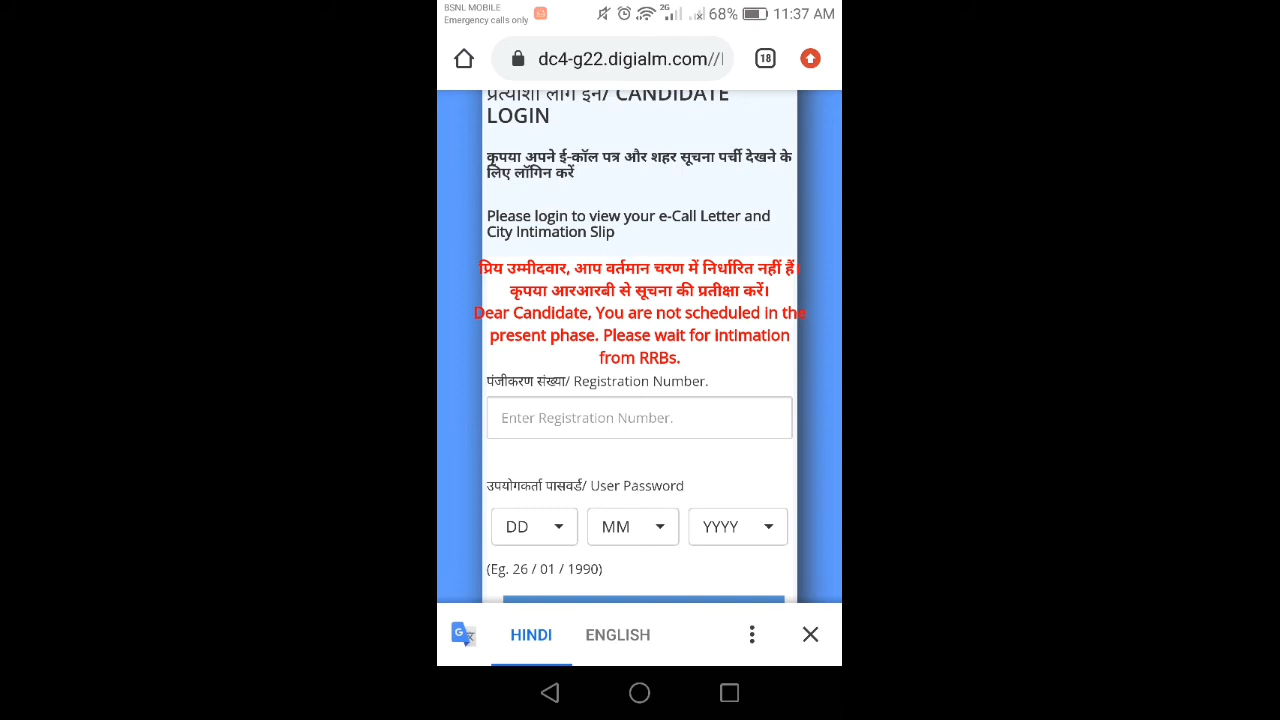 BSNL MOBILE
Emergency calls only
2G
68%
11:37 AM
dc4-g22.digialm.com//
18
प्रत्याशी लॉग इन/ CANDIDATE
LOGIN
कृपया अपने ई-कॉल पत्र और शहर सूचना पर्ची देखने के
लिए लॉगिन करें
Please login to view your e-Call Letter and
City Intimation Slip
प्रिय उम्मीदवार, आप वर्तमान चरण में निर्धारित नहीं हैं।
कृपया आरआरबी से सूचना की प्रतीक्षा करें।
Dear Candidate, You are not scheduled in the
present phase. Please wait for intimation
from RRBs.
पंजीकरण संख्या/ Registration Number.
Enter Registration Number.
उपयोगकर्ता पासवर्ड/ User Password
DD MM YYYY
(Eg. 26 / 01 / 1990)
HINDI ENGLISH